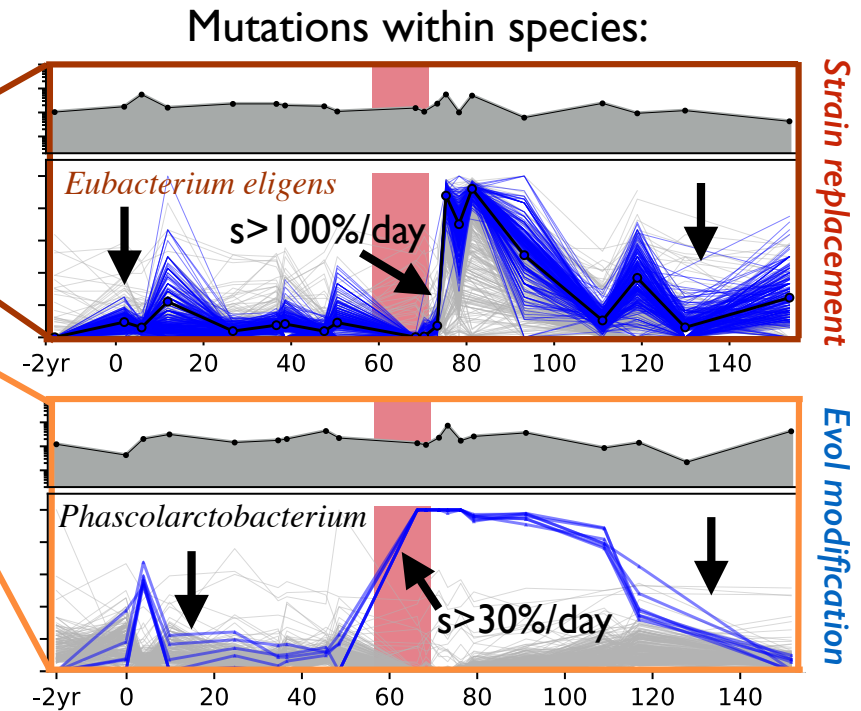 Mutations within species:
Strain replacement
Eubacterium eligens
s>100%/day
-2yr 0 20 40 60 80 100 120 140
Evol modification
Phascolarctobacterium
s>30%/day
-2yr 0 20 40 60 80 100 120 140